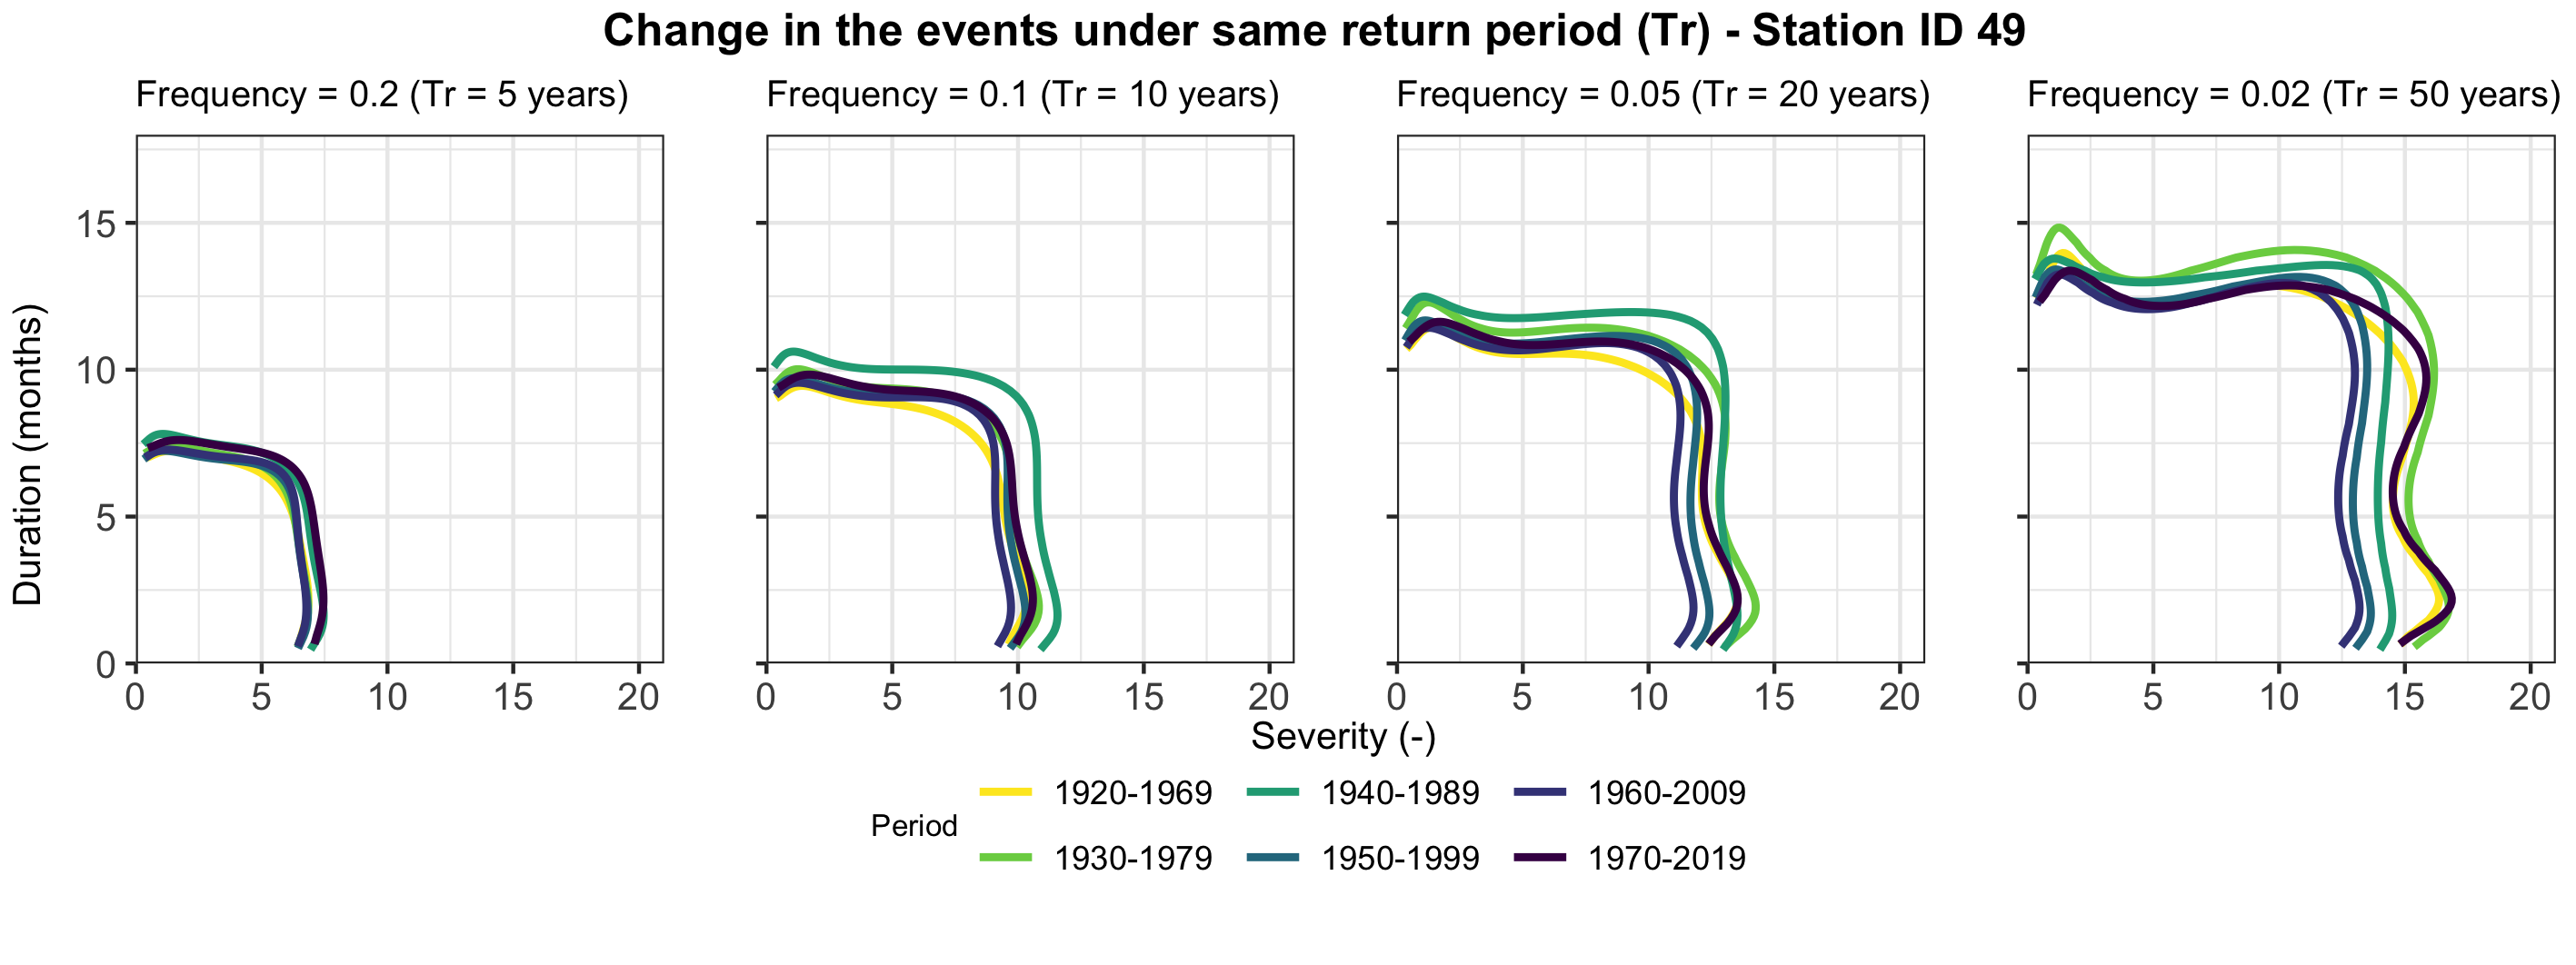 Change in the events under same return period (Tr) - Station ID 49
Frequency = 0.2 (Tr = 5 years)
Frequency = 0.1 (Tr = 10 years)
Frequency = 0.05 (Tr = 20 years)
Frequency = 0.02 (Tr = 50 years)
Duration (months)
15
10
5
0
0 5 10 15 20
0 5 10 15 20
0 5 10 15 20
0 5 10 15 20
Severity (-)
Period
1920-1969
1940-1989
1960-2009
1930-1979
1950-1999
1970-2019